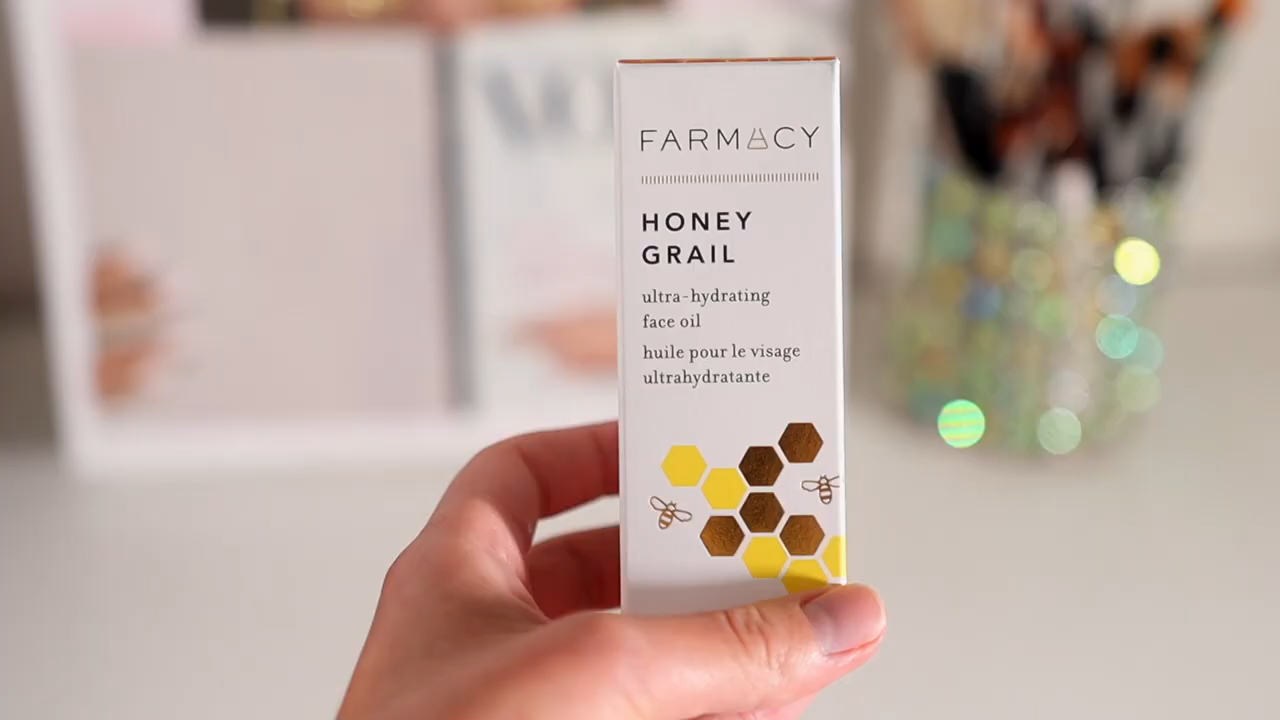 FARMACY
HONEY
GRAIL
ultra-hydrating
face oil
huile pour le visage
ultrahydratante